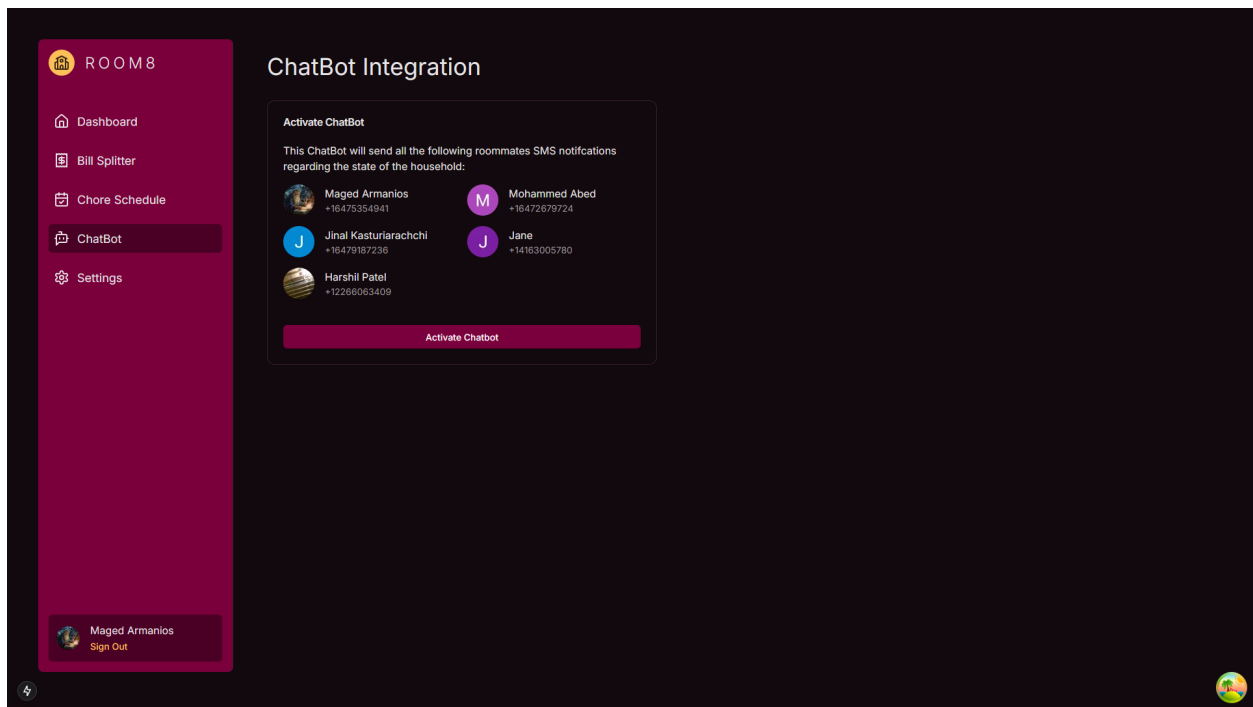 ROOM8
Dashboard
Bill Splitter
Chore Schedule
ChatBot
Settings
Maged Armanios
Sign Out
ChatBot Integration
Activate ChatBot
This ChatBot will send all the following roommates SMS notifcations
regarding the state of the household:
Maged Armanios
+16475354941
M
Mohammed Abed
+16472679724
J
Jinal Kasturiarachchi
+16479187236
J
Jane
+14163005780
Harshil Patel
+12266063409
Activate Chatbot